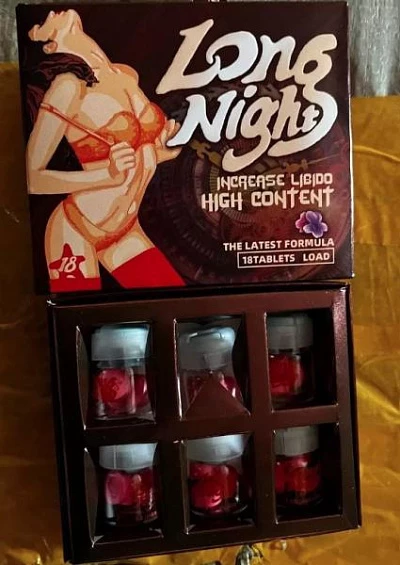 Long
Night
INCREASE LIBIDO
HIGH CONTENT
THE LATEST FORMULA
18TABLETS LOAD
18